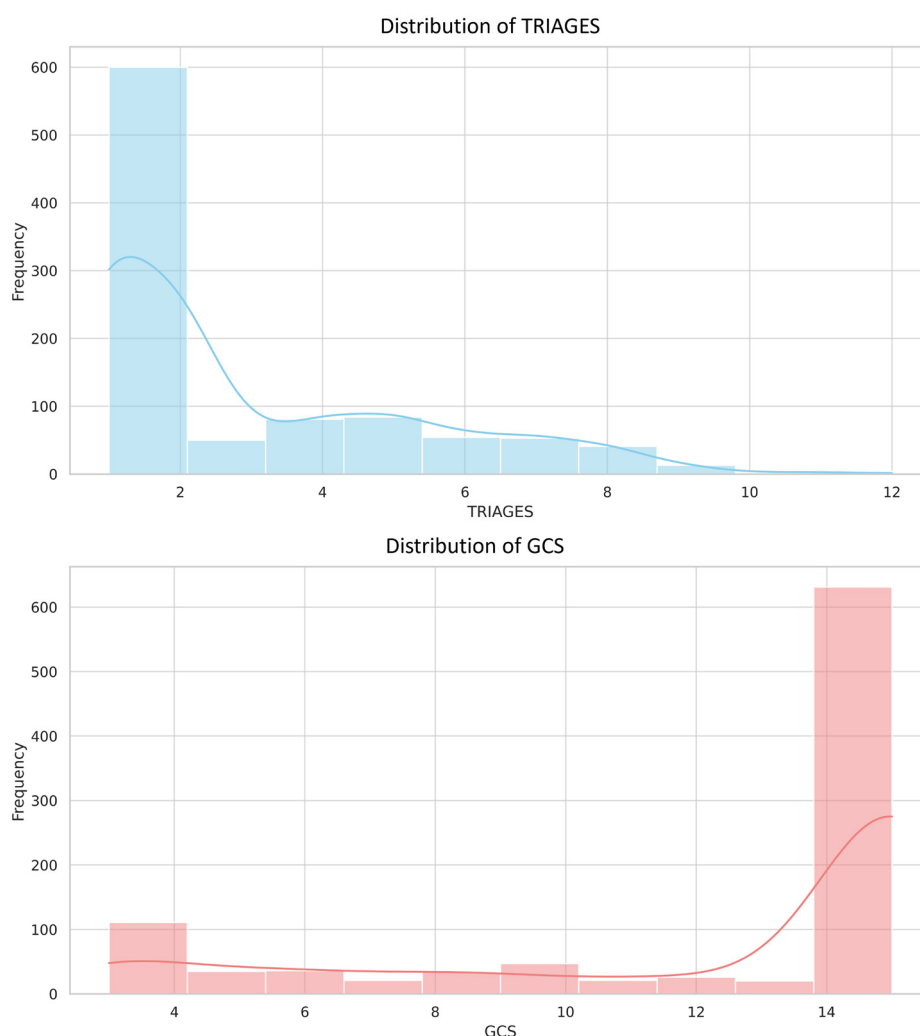 Distribution of TRIAGES
600
500
400
300
200
100
0
Frequency
2 4 6 8 10 12
TRIAGES
Distribution of GCS
600
500
400
300
200
100
0
Frequency
4 6 8 10 12 14
GCS